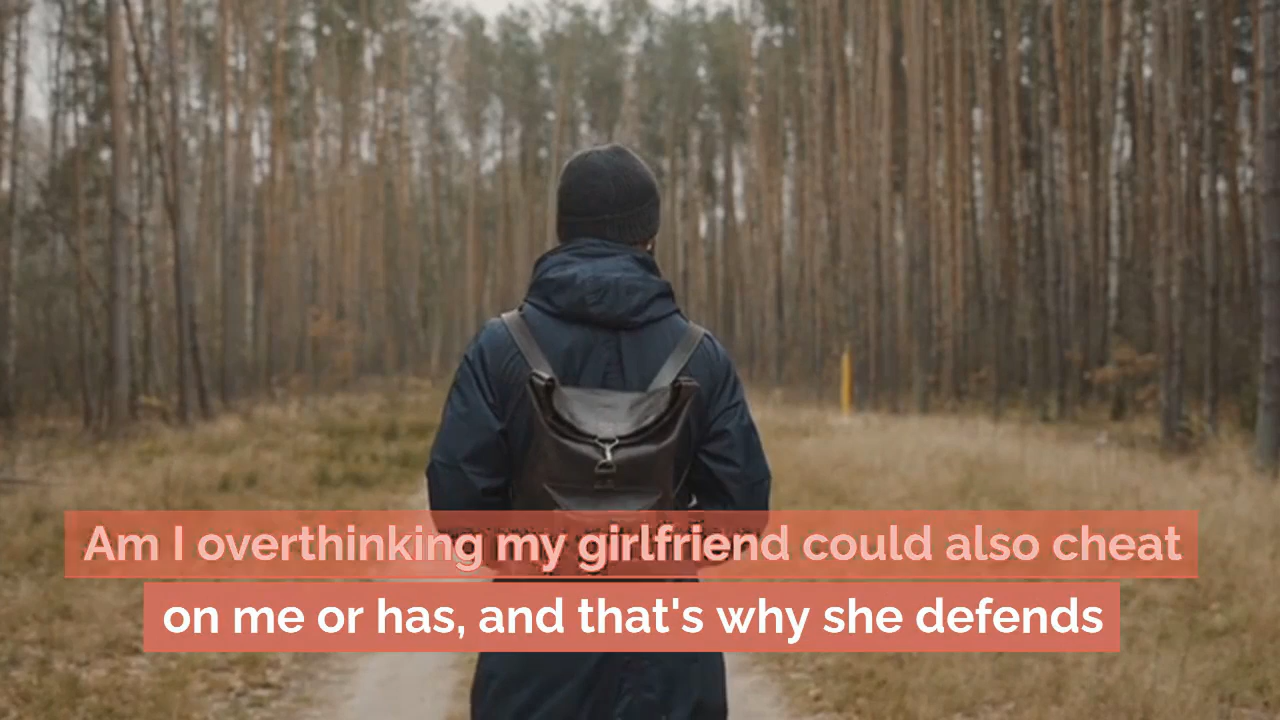 Am I overthinking my girlfriend could also cheat
on me or has, and that's why she defends